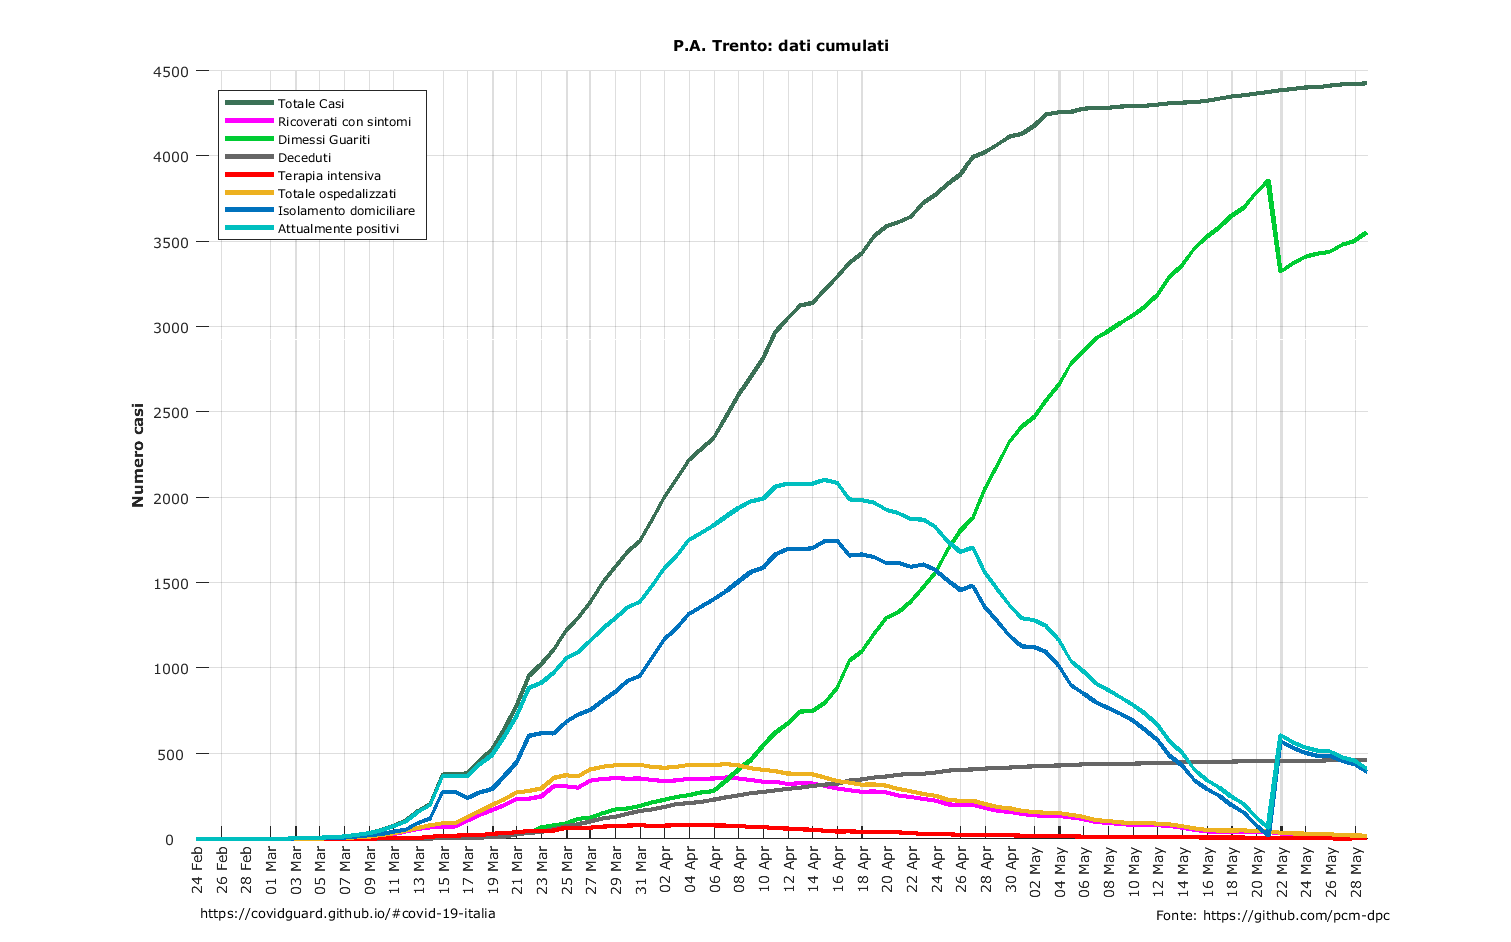 P.A. Trento: dati cumulati
Numero casi
4500
4000
3500
3000
2500
2000
1500
1000
500
0
Totale Casi
Ricoverati con sintomi
Dimessi Guariti
Deceduti
Terapia intensiva
Totale ospedalizzati
Isolamento domiciliare
Attualmente positivi
24 Feb
26 Feb
28 Feb
01 Mar
03 Mar
05 Mar
07 Mar
09 Mar
11 Mar
13 Mar
15 Mar
17 Mar
19 Mar
21 Mar
23 Mar
25 Mar
27 Mar
29 Mar
31 Mar
02 Apr
04 Apr
06 Apr
08 Apr
10 Apr
12 Apr
14 Apr
16 Apr
18 Apr
20 Apr
22 Apr
24 Apr
26 Apr
28 Apr
30 Apr
02 May
04 May
06 May
08 May
10 May
12 May
14 May
16 May
18 May
20 May
22 May
24 May
26 May
28 May
https://covidguard.github.io/#covid-19-italia
Fonte: https://github.com/pcm-dpc